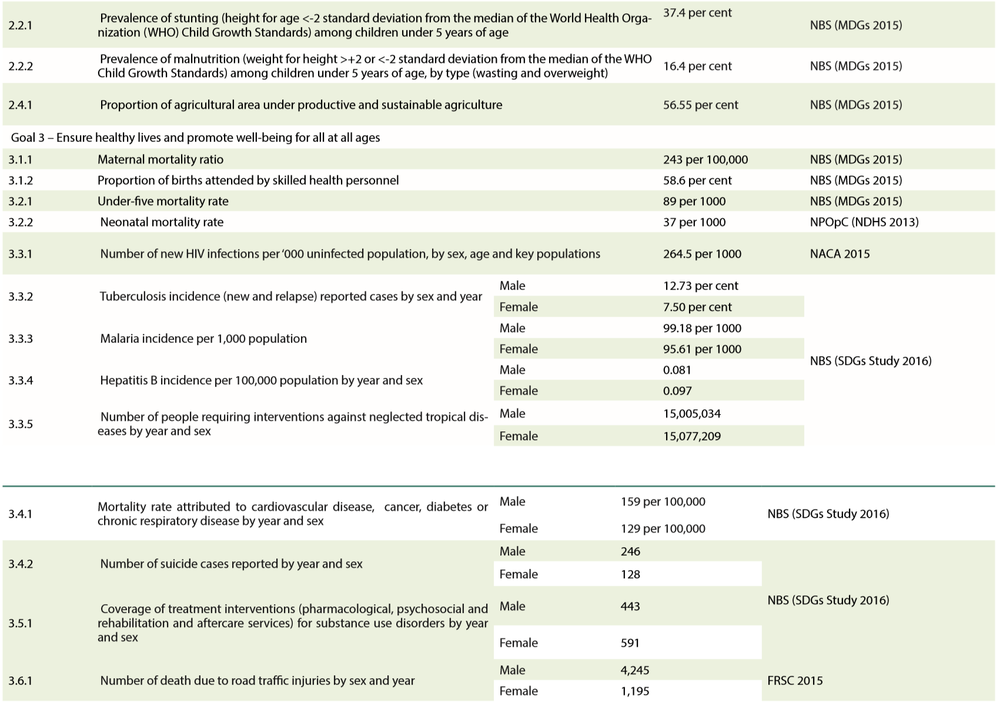 2.2.1 Prevalence of stunting (height for age <-2 standard deviation from the median of the World Health Orga-
nization (WHO) Child Growth Standards) among children under 5 years of age 37.4 per cent NBS (MDGs 2015)
2.2.2 Prevalence of malnutrition (weight for height >+2 or <-2 standard deviation from the median of the WHO
Child Growth Standards) among children under 5 years of age, by type (wasting and overweight) 16.4 per cent NBS (MDGs 2015)
2.4.1 Proportion of agricultural area under productive and sustainable agriculture 56.55 per cent NBS (MDGs 2015)
Goal 3 – Ensure healthy lives and promote well-being for all at all ages
3.1.1 Maternal mortality ratio 243 per 100,000 NBS (MDGs 2015)
3.1.2 Proportion of births attended by skilled health personnel 58.6 per cent NBS (MDGs 2015)
3.2.1 Under-five mortality rate 89 per 1000 NBS (MDGs 2015)
3.2.2 Neonatal mortality rate 37 per 1000 NPOpC (NDHS 2013)
3.3.1 Number of new HIV infections per ‘000 uninfected population, by sex, age and key populations 264.5 per 1000 NACA 2015
3.3.2 Tuberculosis incidence (new and relapse) reported cases by sex and year
Male 12.73 per cent
Female 7.50 per cent
3.3.3 Malaria incidence per 1,000 population
Male 99.18 per 1000
Female 95.61 per 1000
NBS (SDGs Study 2016)
3.3.4 Hepatitis B incidence per 100,000 population by year and sex
Male 0.081
Female 0.097
3.3.5 Number of people requiring interventions against neglected tropical dis-
eases by year and sex
Male 15,005,034
Female 15,077,209
3.4.1 Mortality rate attributed to cardiovascular disease, cancer, diabetes or
chronic respiratory disease by year and sex
Male 159 per 100,000
Female 129 per 100,000
NBS (SDGs Study 2016)
3.4.2 Number of suicide cases reported by year and sex
Male 246
Female 128
NBS (SDGs Study 2016)
3.5.1 Coverage of treatment interventions (pharmacological, psychosocial and
rehabilitation and aftercare services) for substance use disorders by year
and sex
Male 443
Female 591
3.6.1 Number of death due to road traffic injuries by sex and year
Male 4,245
Female 1,195
FRSC 2015